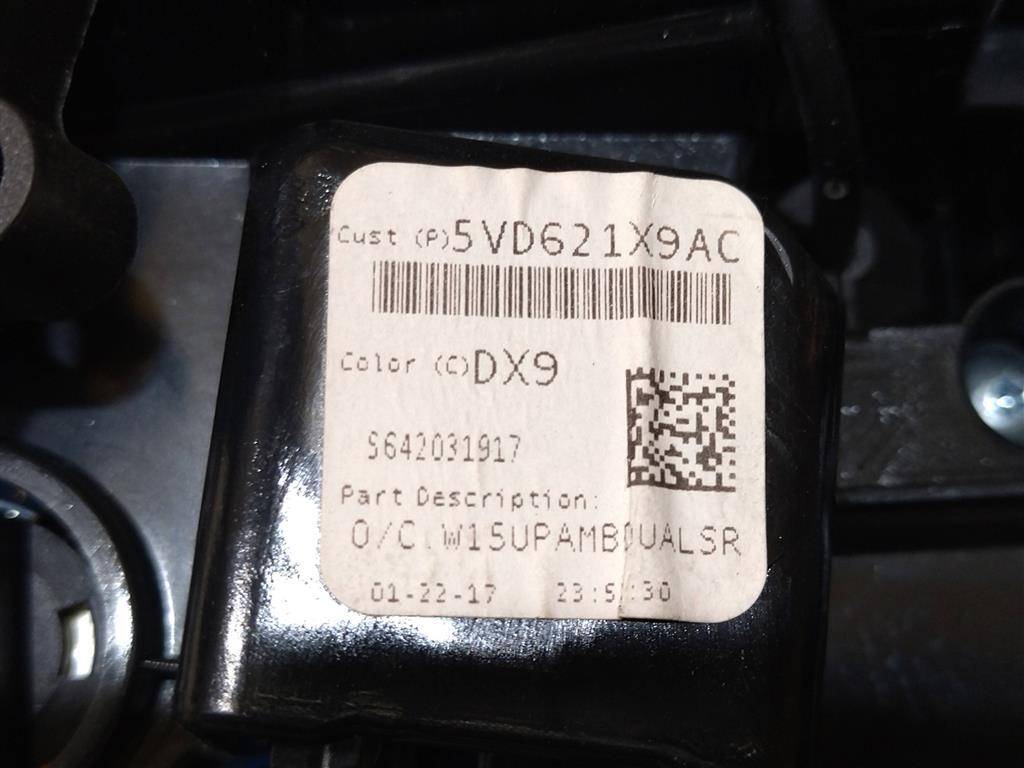 Cust (P)5VD621X9AC
Color (C)DX9
S642031917
Part Description:
O/C
01-22-17